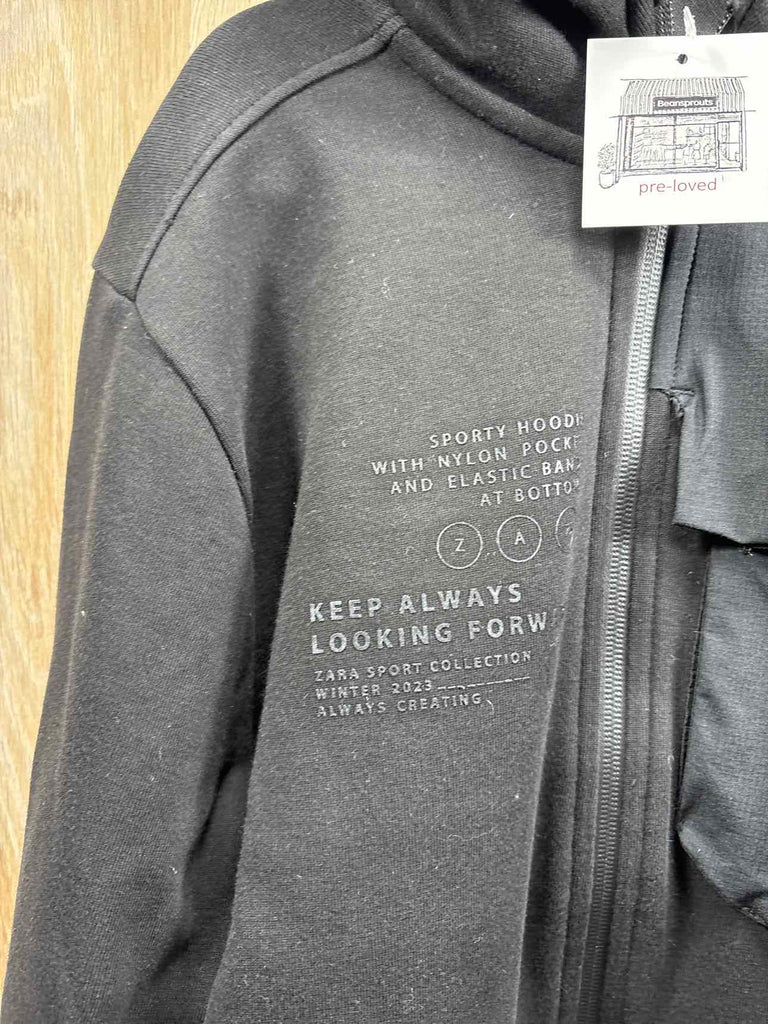 Beansprouts
pre-loved
SPORTY HOODI
WITH NYLON POCKE
AND ELASTIC BAN
AT BOTTO
Z A
KEEP ALWAYS
LOOKING FORW
ZARA SPORT COLLECTION
WINTER 2023
ALWAYS CREATING